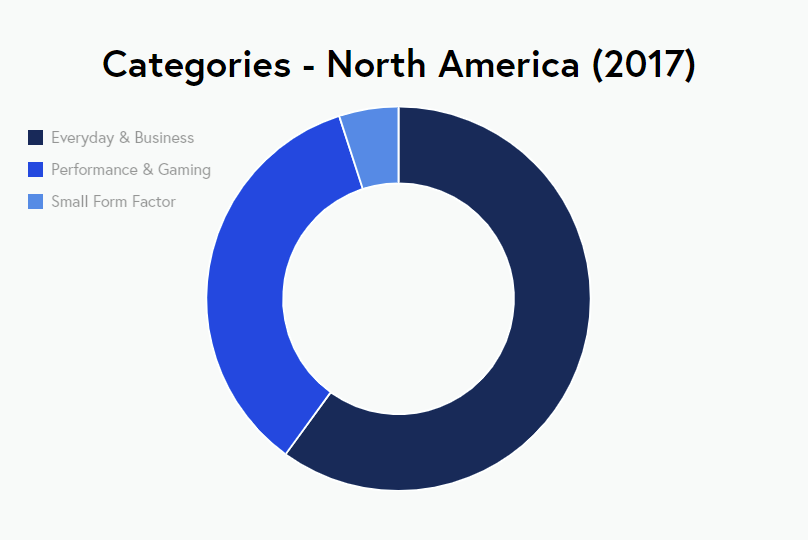 Categories - North America (2017)
Everyday & Business
Performance & Gaming
Small Form Factor